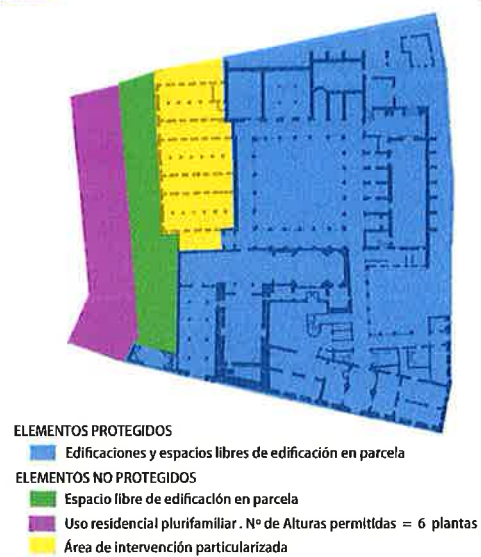 ELEMENTOS PROTEGIDOS
Edificaciones y espacios libres de edificación en parcela
ELEMENTOS NO PROTEGIDOS
Espacio libre de edificación en parcela
Uso residencial plurifamiliar . Nº de Alturas permitidas = 6 plantas
Área de intervención particularizada